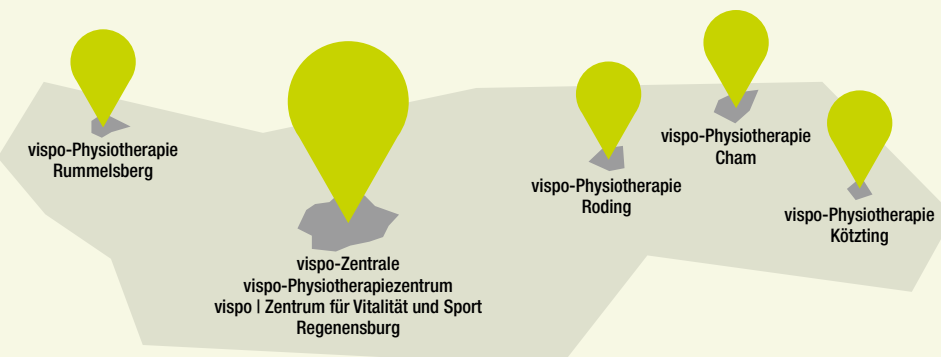 vispo-Physiotherapie
Rummelsberg
vispo-Zentrale
vispo-Physiotherapiezentrum
vispo | Zentrum für Vitalität und Sport
Regenensburg
vispo-Physiotherapie
Roding
vispo-Physiotherapie
Cham
vispo-Physiotherapie
Kötzting